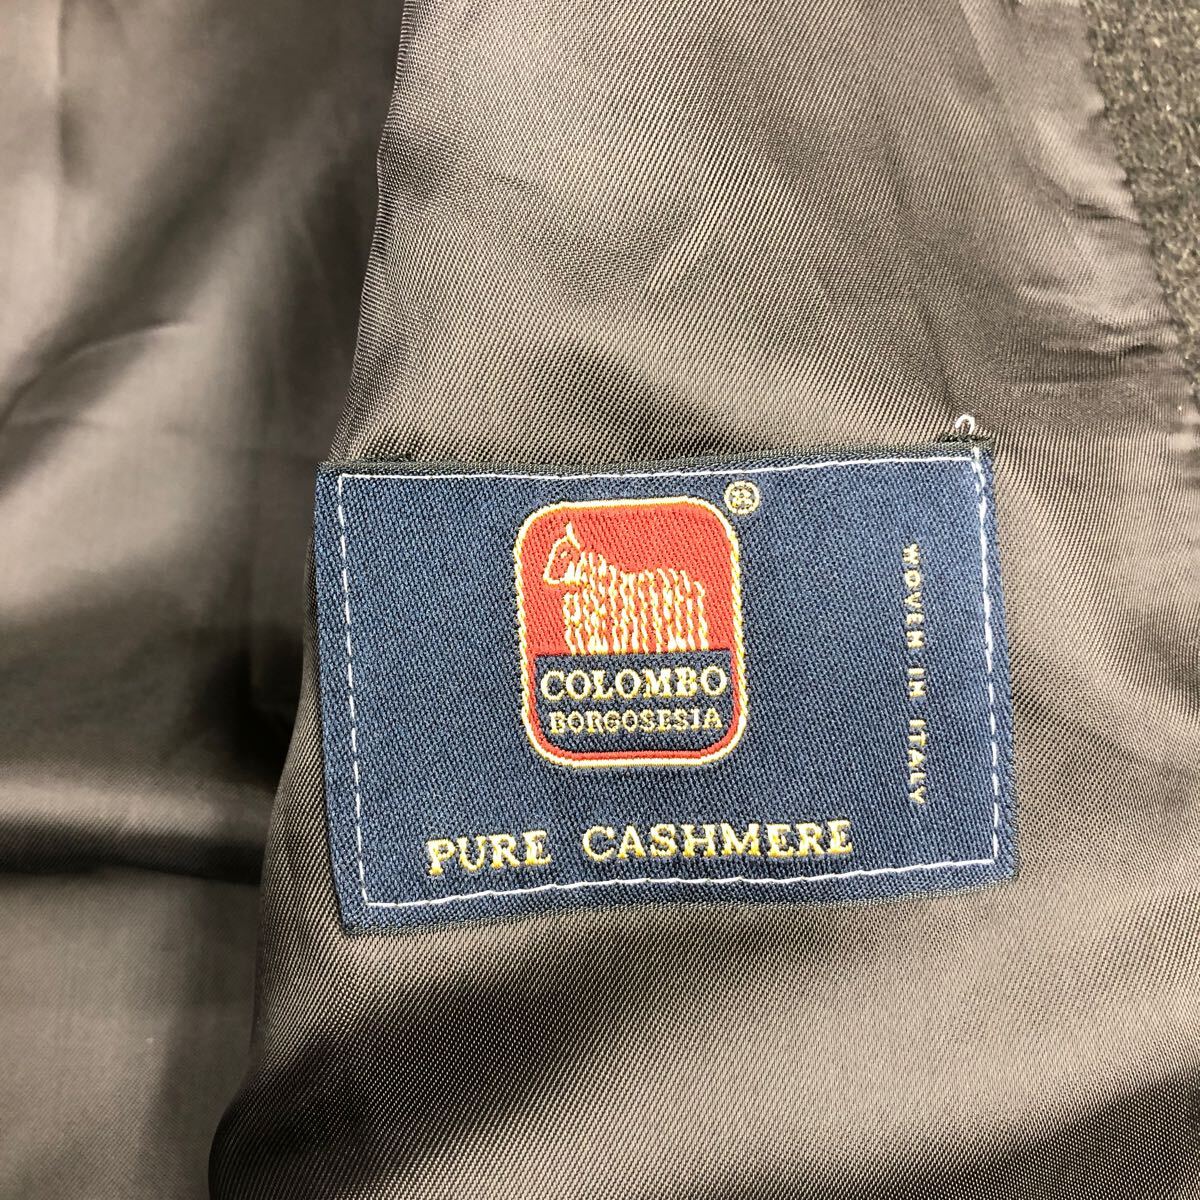 ®
COLOMBO
BORGOSESIA
WOVEN IN ITALY
PURE CASHMERE